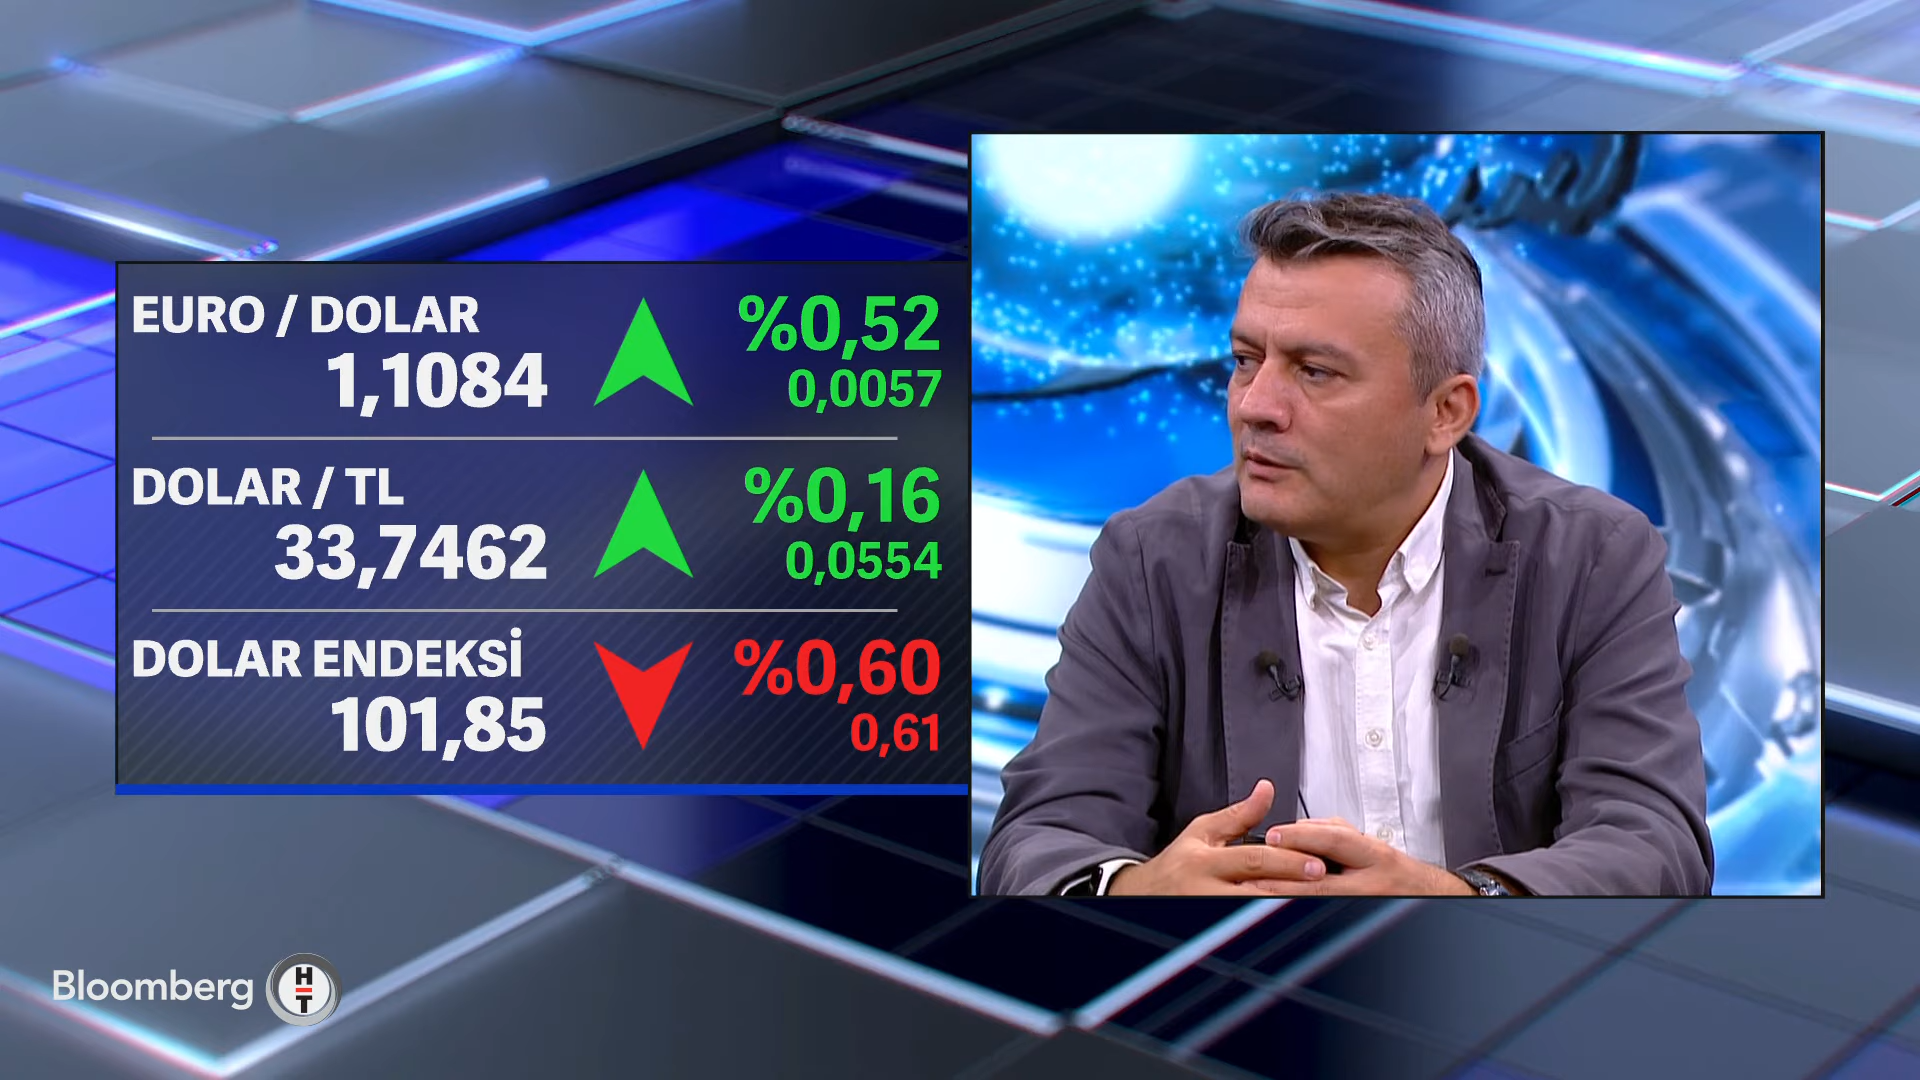 EURO / DOLAR
1,1084
%0,52
0,0057
DOLAR / TL
33,7462
%0,16
0,0554
DOLAR ENDEKSİ
101,85
%0,60
0,61
Bloomberg HT